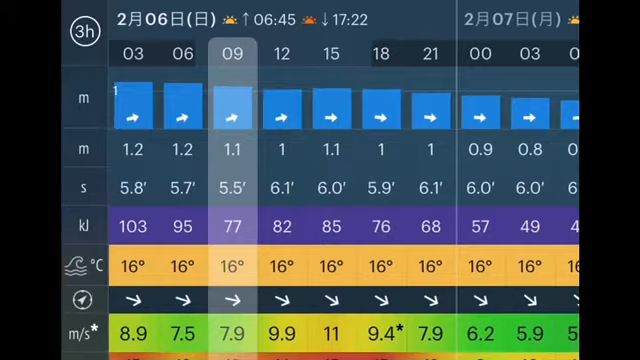 3h 2月06日(日) ↑06:45 ↓17:22 2月07日(月)
03 06 09 12 15 18 21 00 03
m 1
m 1.2 1.2 1.1 1 1.1 1 1 0.9 0.8
s 5.8′ 5.7′ 5.5′ 6.1′ 6.0′ 5.9′ 6.1′ 6.0′ 6.0′ 6.
kJ 103 95 77 82 85 76 68 57 49
°C 16° 16° 16° 16° 16° 16° 16° 16° 16°
m/s* 8.9 7.5 7.9 9.9 11 9.4* 7.9 6.2 5.9